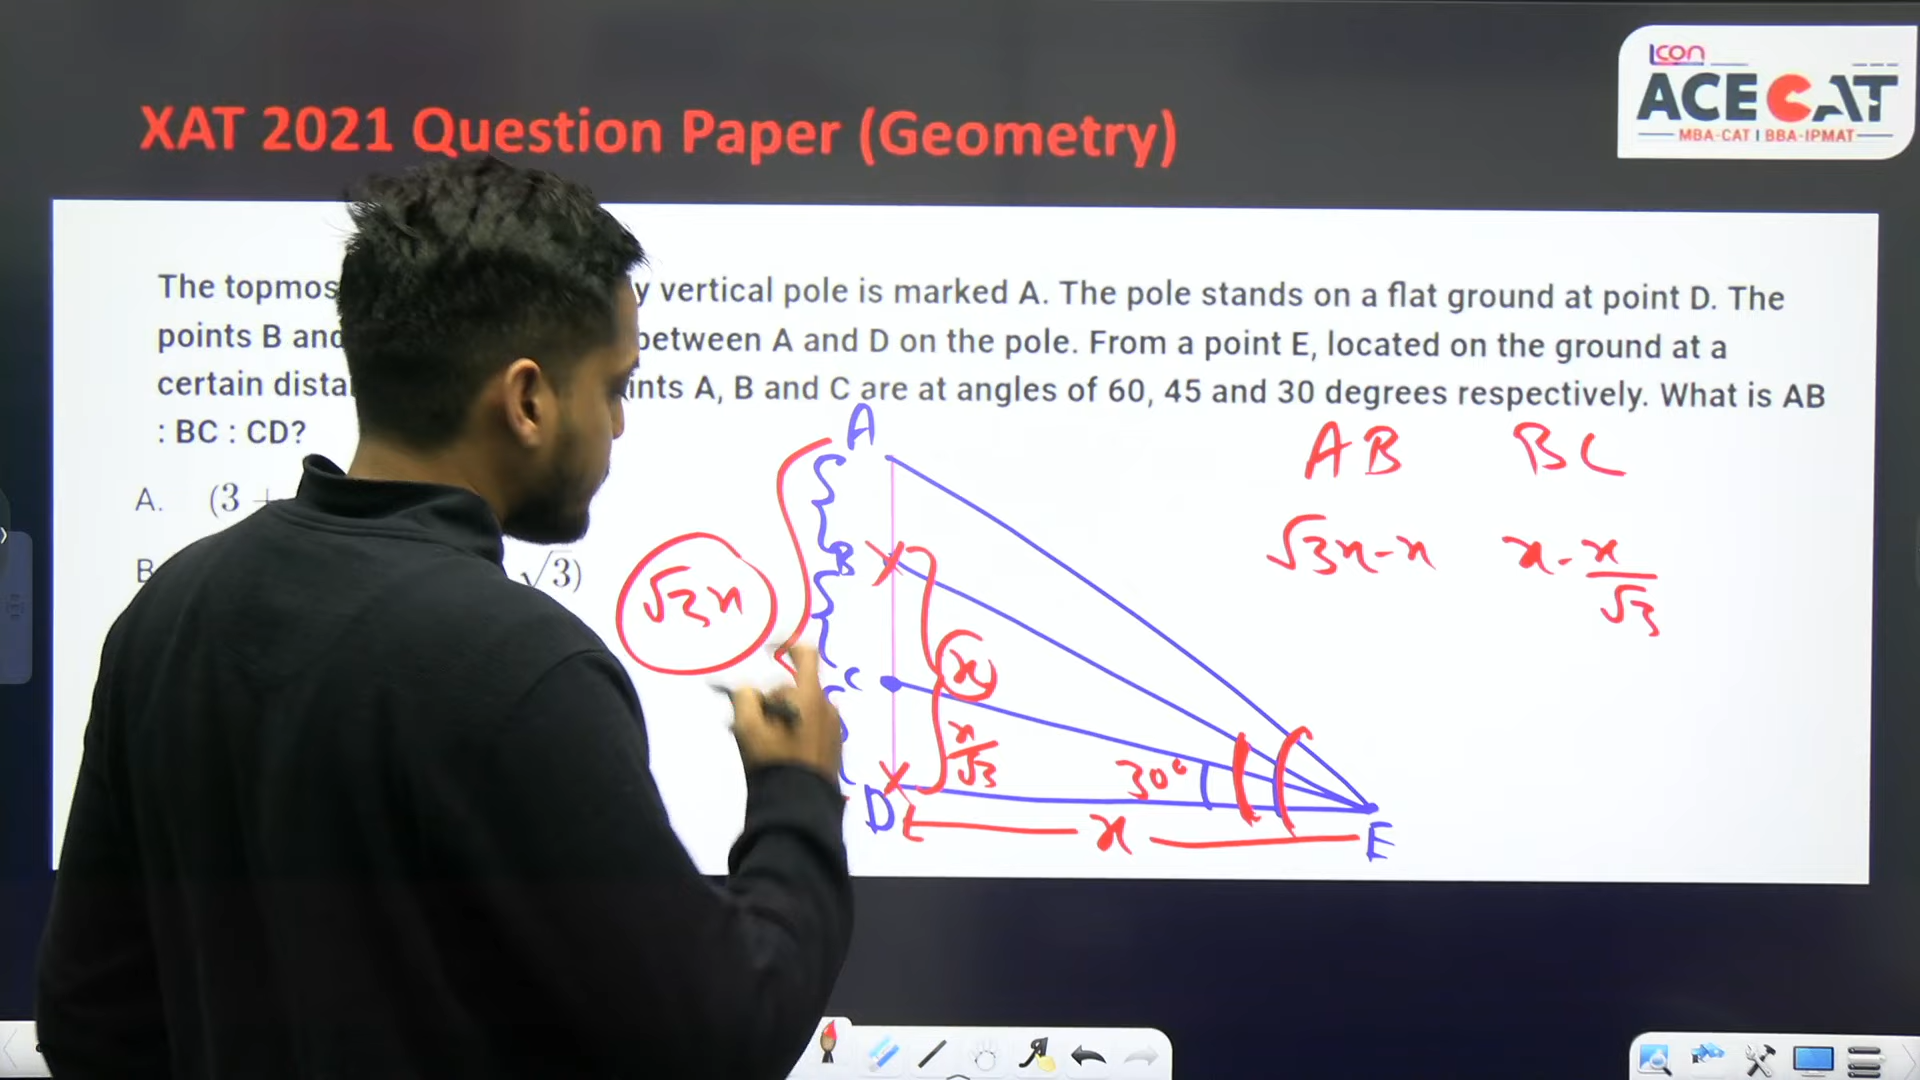 Icon
ACECAT
MBA-CAT | BBA-IPMAT
XAT 2021 Question Paper (Geometry)
The topmos y vertical pole is marked A. The pole stands on a flat ground at point D. The
points B and between A and D on the pole. From a point E, located on the ground at a
certain dista ints A, B and C are at angles of 60, 45 and 30 degrees respectively. What is AB
: BC : CD?
A. (3 +
B √3)
A
B
C
D
E
√3x
x
x/√3
30°
x
AB BC
√3x-x x-x/√3